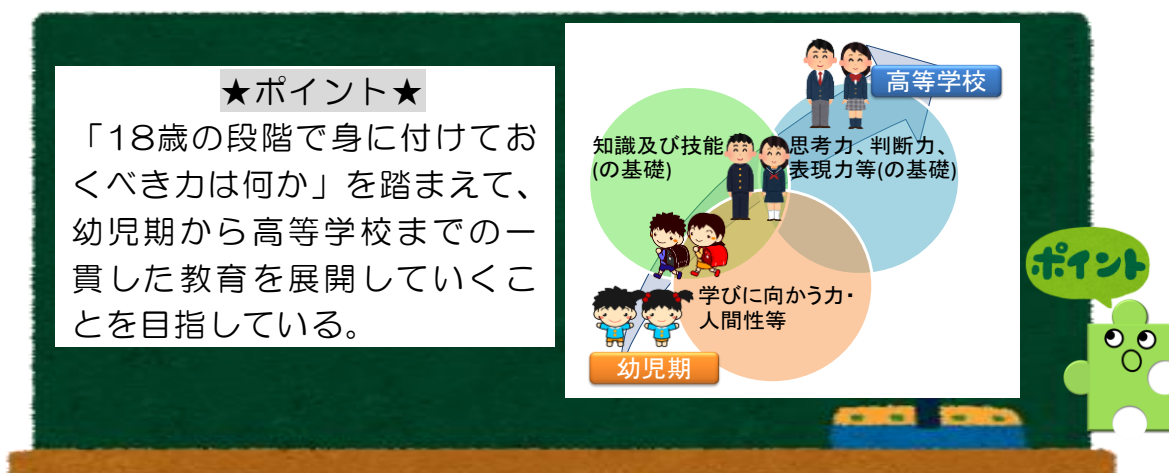 ★ポイント★
「18歳の段階で身に付けてお
くべき力は何か」を踏まえて、
幼児期から高等学校までの一
貫した教育を展開していくこ
とを目指している。
高等学校
知識及び技能
(の基礎)
思考力、判断力、
表現力等(の基礎)
学びに向かう力・
人間性等
幼児期
ポイント